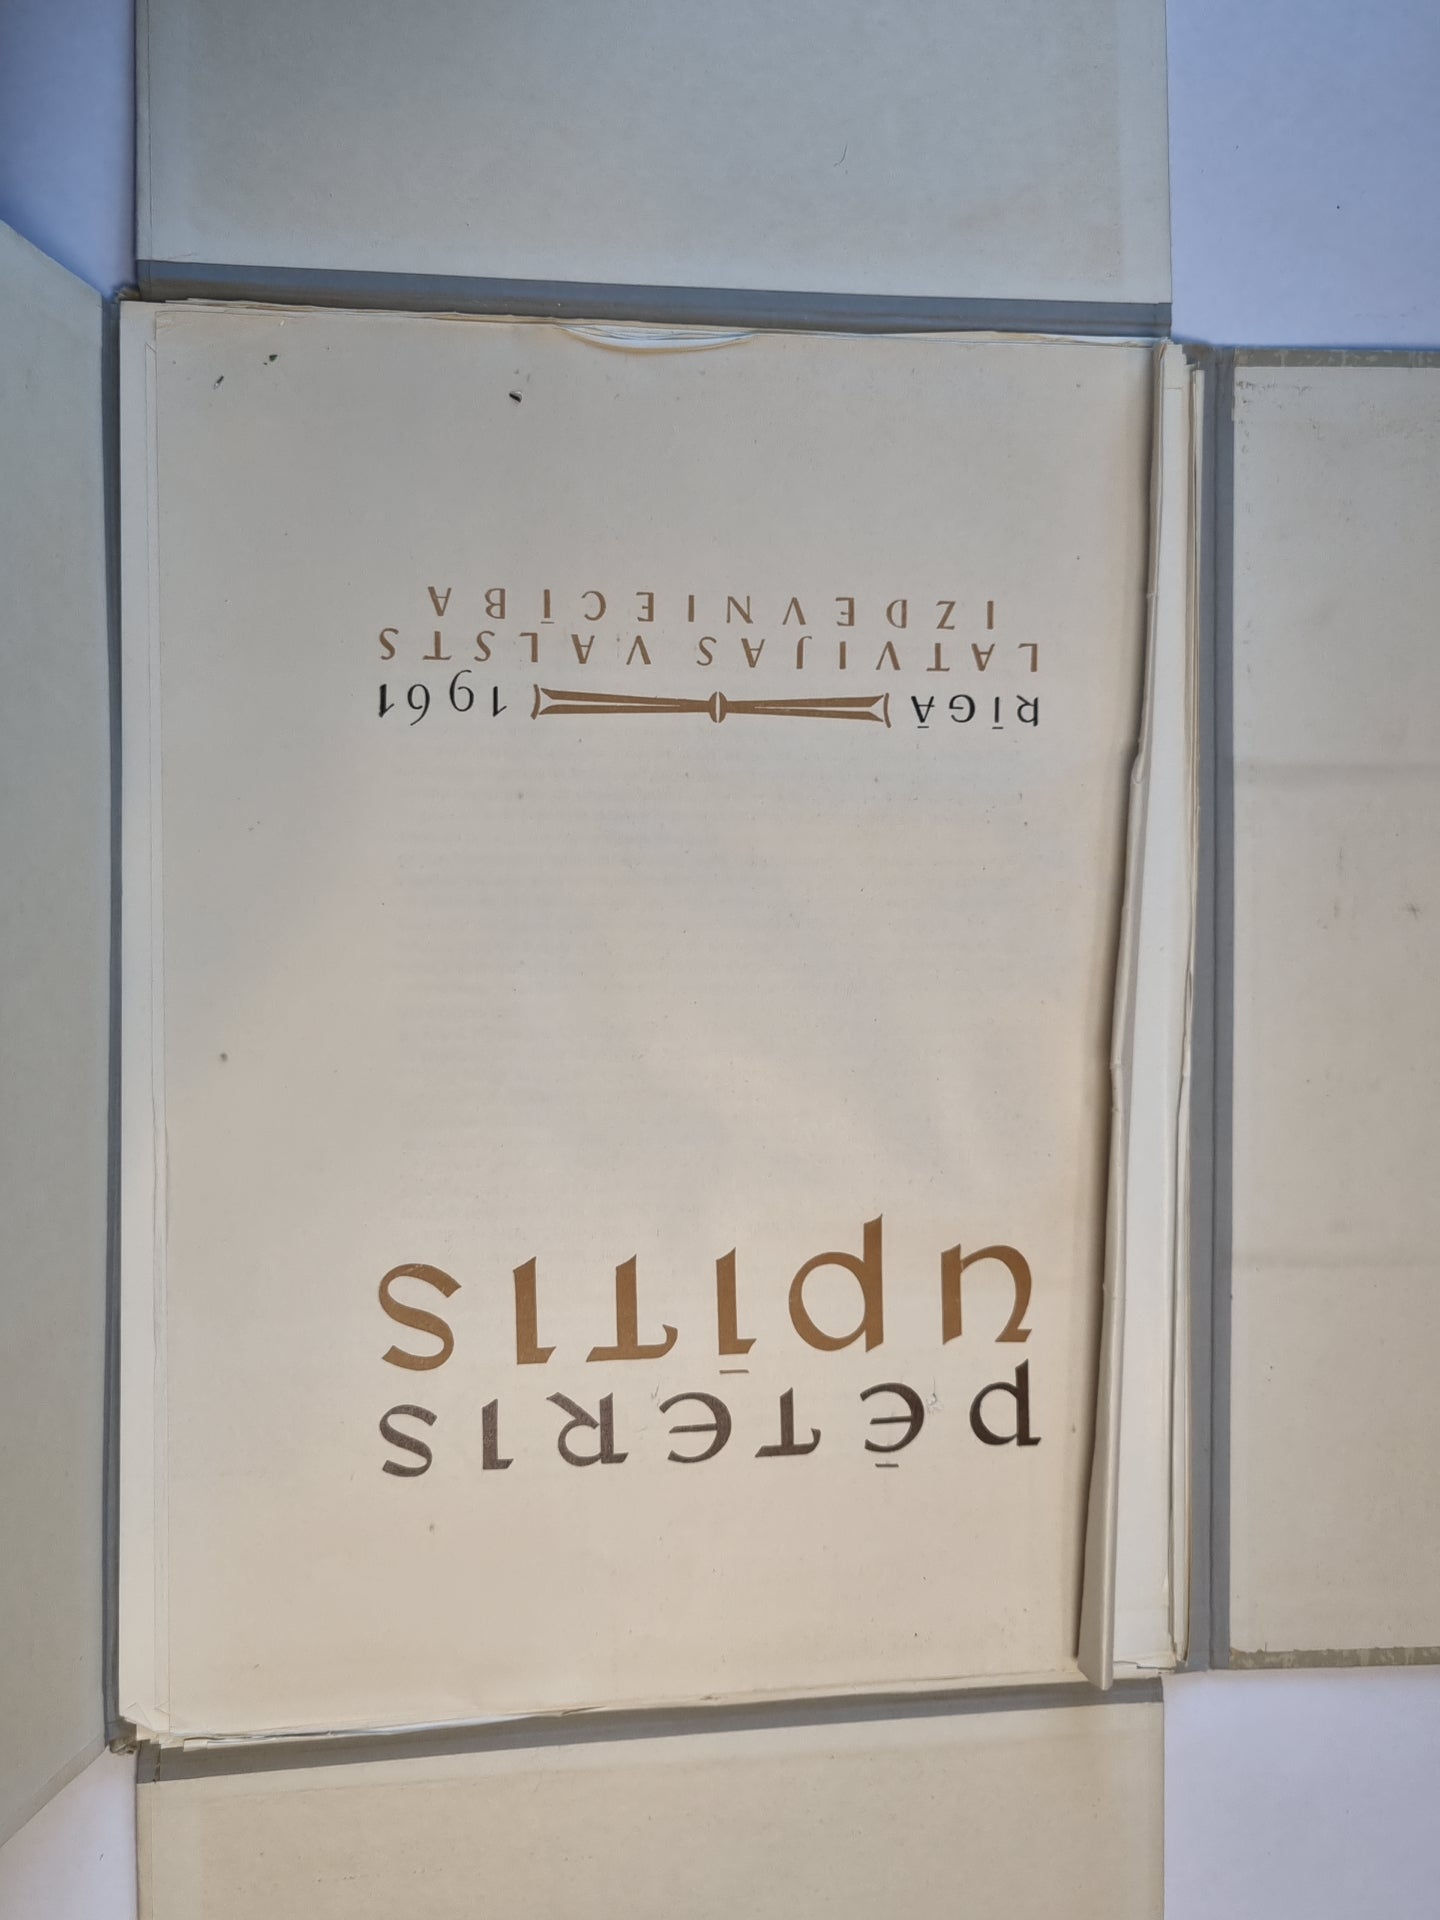 PĒTERIS
UPĪTIS
RĪGĀ 1961
LATVIJAS VALSTS
IZDEVNIECĪBA